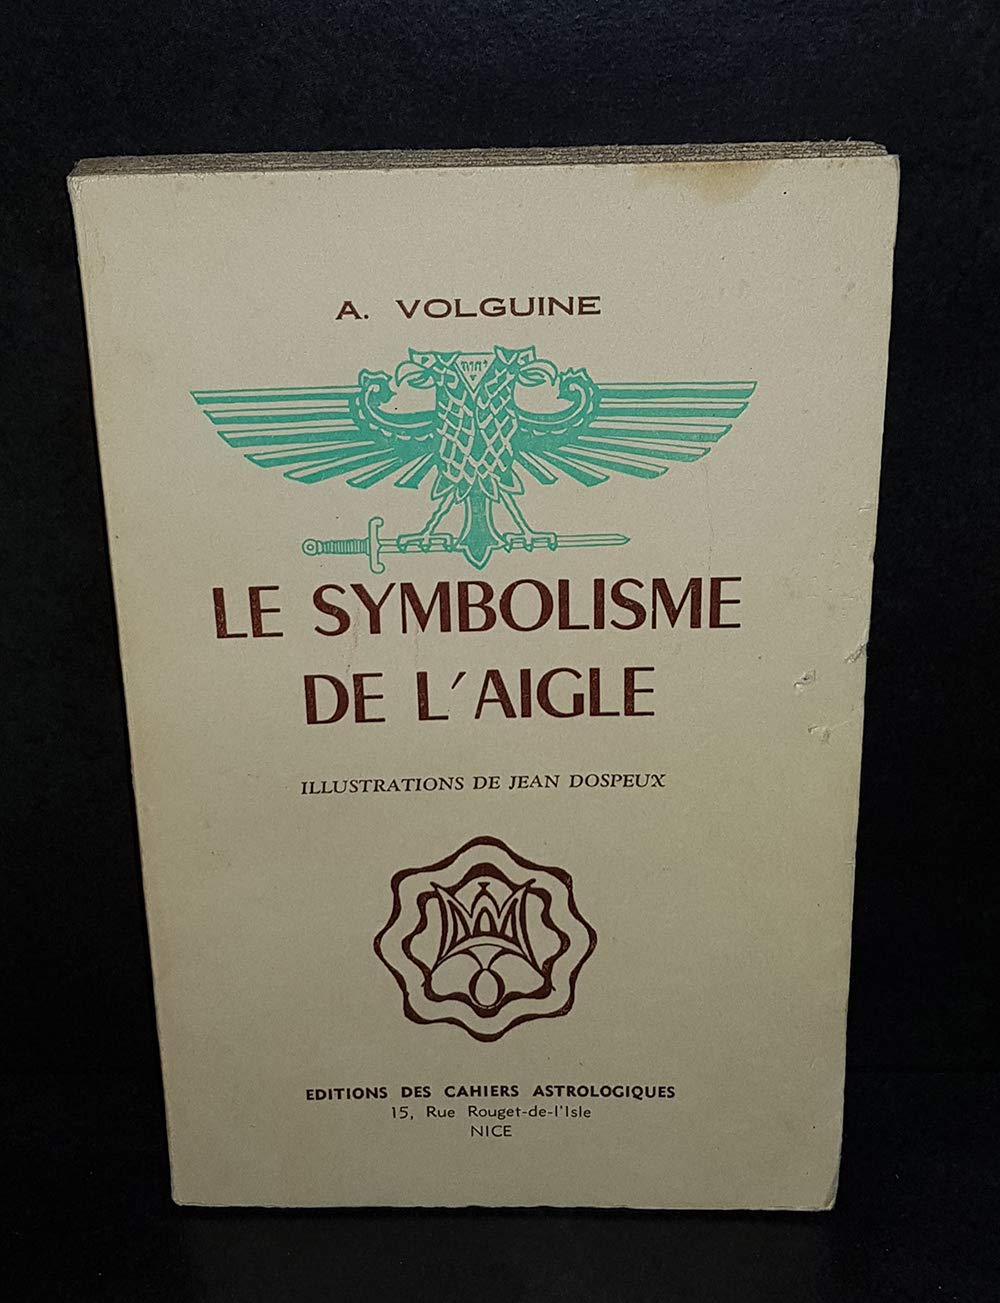 A. VOLGUINE
LE SYMBOLISME
DE L'AIGLE
ILLUSTRATIONS DE JEAN DOSPEUX
EDITIONS DES CAHIERS ASTROLOGIQUES
15, Rue Rouget-de-l'Isle
NICE